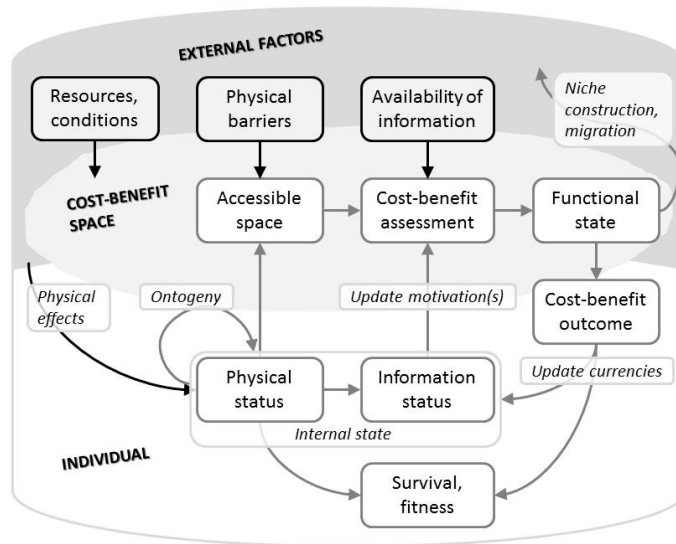 EXTERNAL FACTORS
Resources,
conditions
Physical
barriers
Availability of
information
Niche
construction,
migration
COST-BENEFIT
SPACE
Accessible
space
Cost-benefit
assessment
Functional
state
Physical
effects
Ontogeny
Update motivation(s)
Cost-benefit
outcome
Physical
status
Information
status
Update currencies
Internal state
INDIVIDUAL
Survival,
fitness